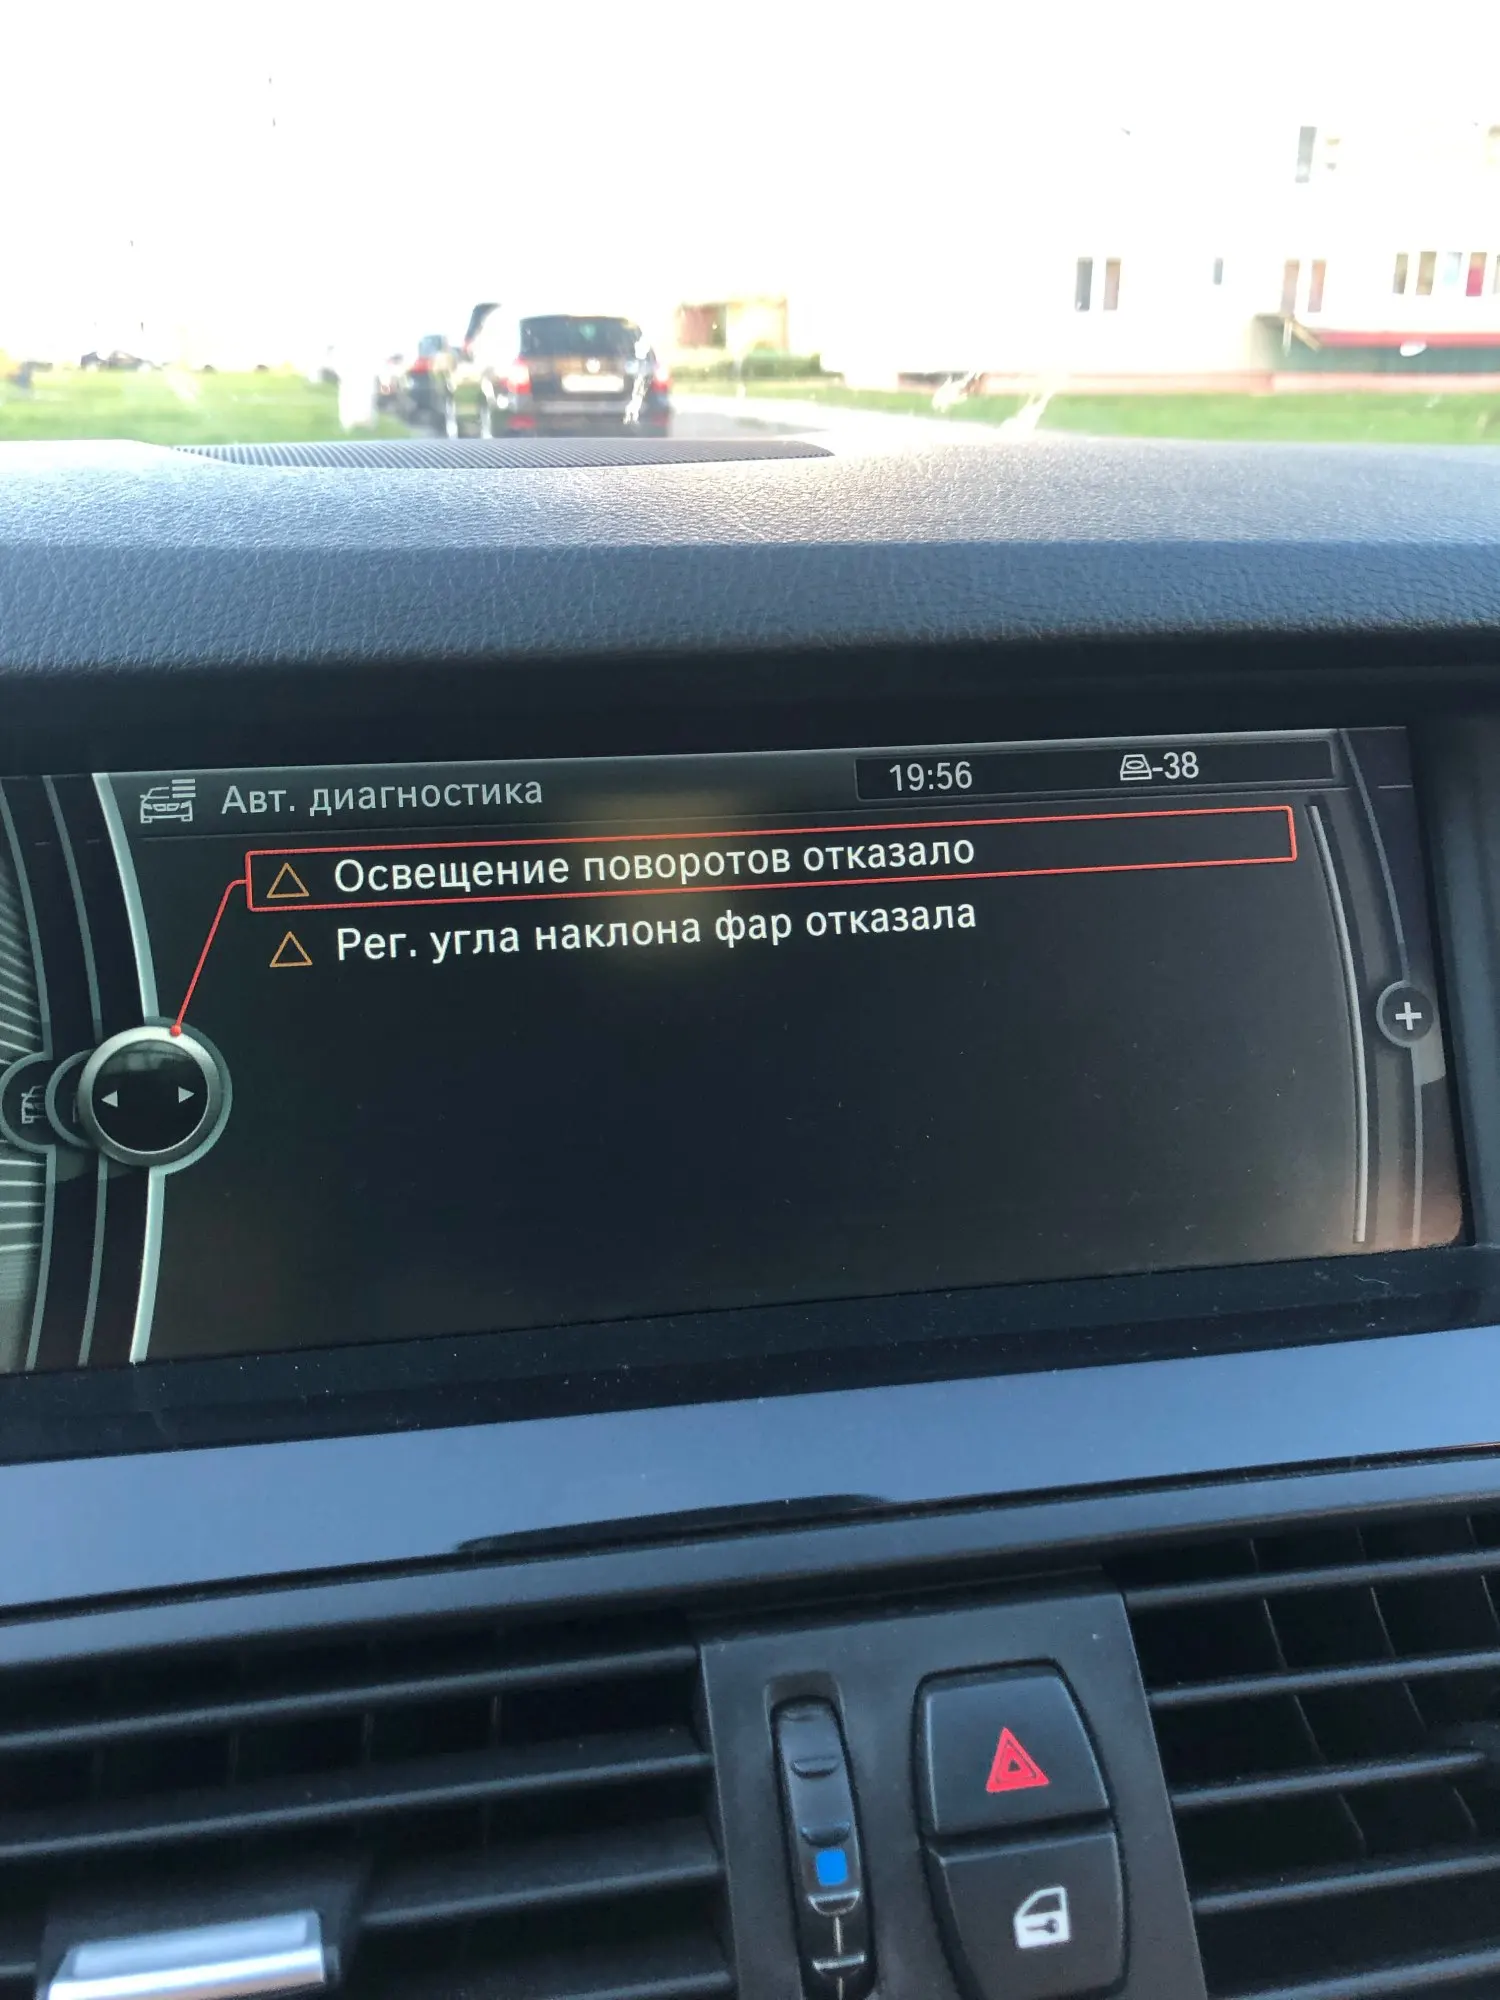 Авт. диагностика 19:56 -38
Освещение поворотов отказало
Рег. угла наклона фар отказала